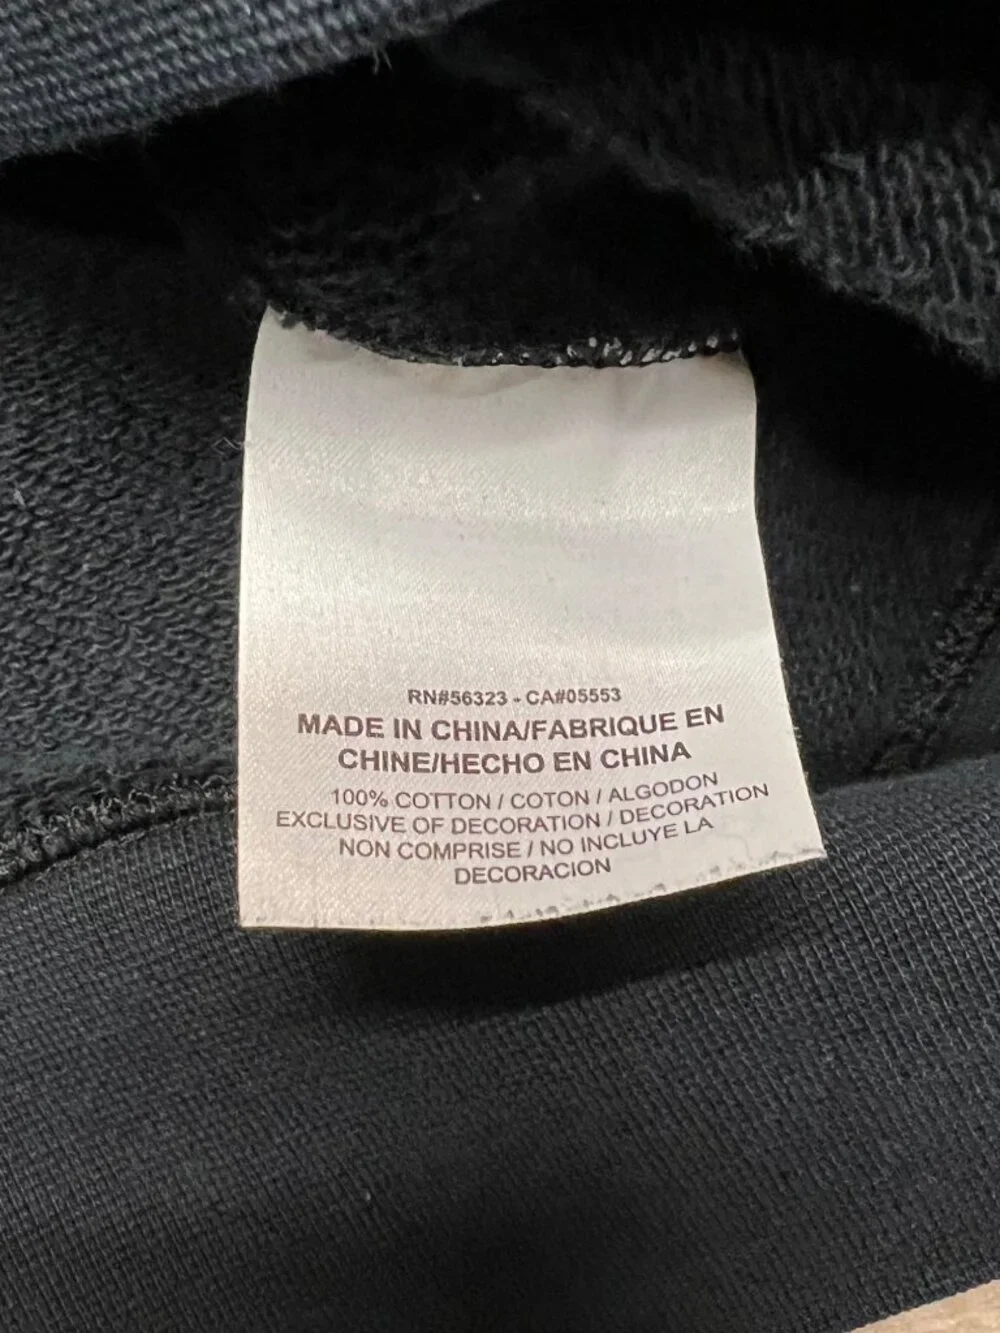 RN#56323 - CA#05553
MADE IN CHINA/FABRIQUE EN
CHINE/HECHO EN CHINA
100% COTTON / COTON / ALGODON
EXCLUSIVE OF DECORATION / DECORATION
NON COMPRISE / NO INCLUYE LA
DECORACION